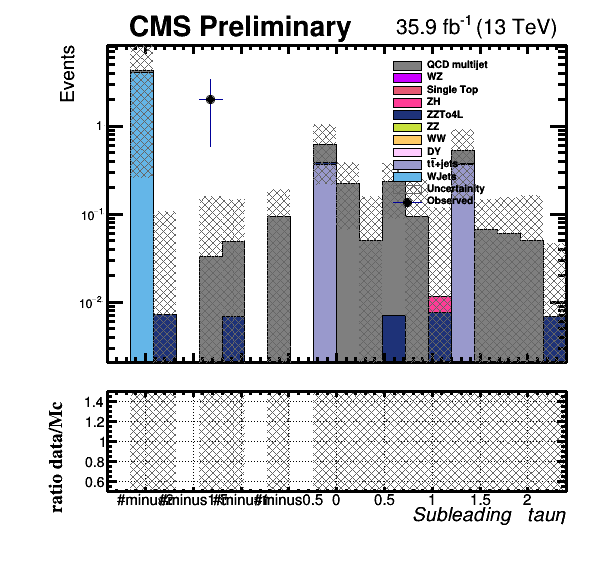 CMS Preliminary
35.9 fb⁻¹ (13 TeV)
Events
1
10⁻¹
10⁻²
QCD multijet
WZ
Single Top
ZH
ZZTo4L
ZZ
WW
DY
tt̄+jets
WJets
Uncertainity
Observed
ratio data/Mc
1.4
1.2
1
0.8
0.6
#minus2 #minus1.5 #minus1 #minus0.5 0 0.5 1 1.5 2
Subleading tauη